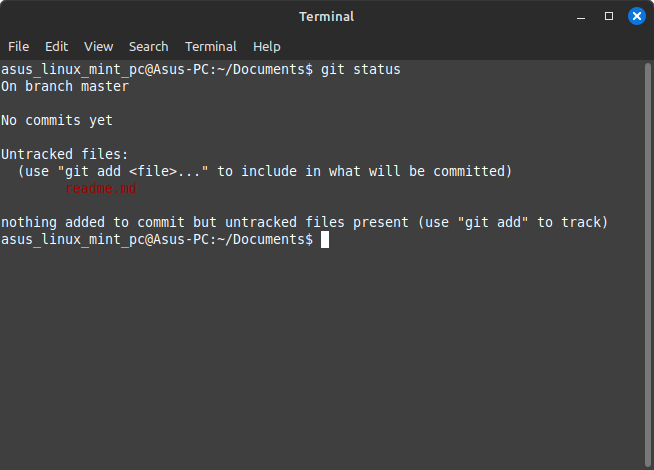 Terminal
File Edit View Search Terminal Help
asus_linux_mint_pc@Asus-PC:~/Documents$ git status
On branch master
No commits yet
Untracked files:
(use "git add <file>..." to include in what will be committed)
readme.md
nothing added to commit but untracked files present (use "git add" to track)
asus_linux_mint_pc@Asus-PC:~/Documents$